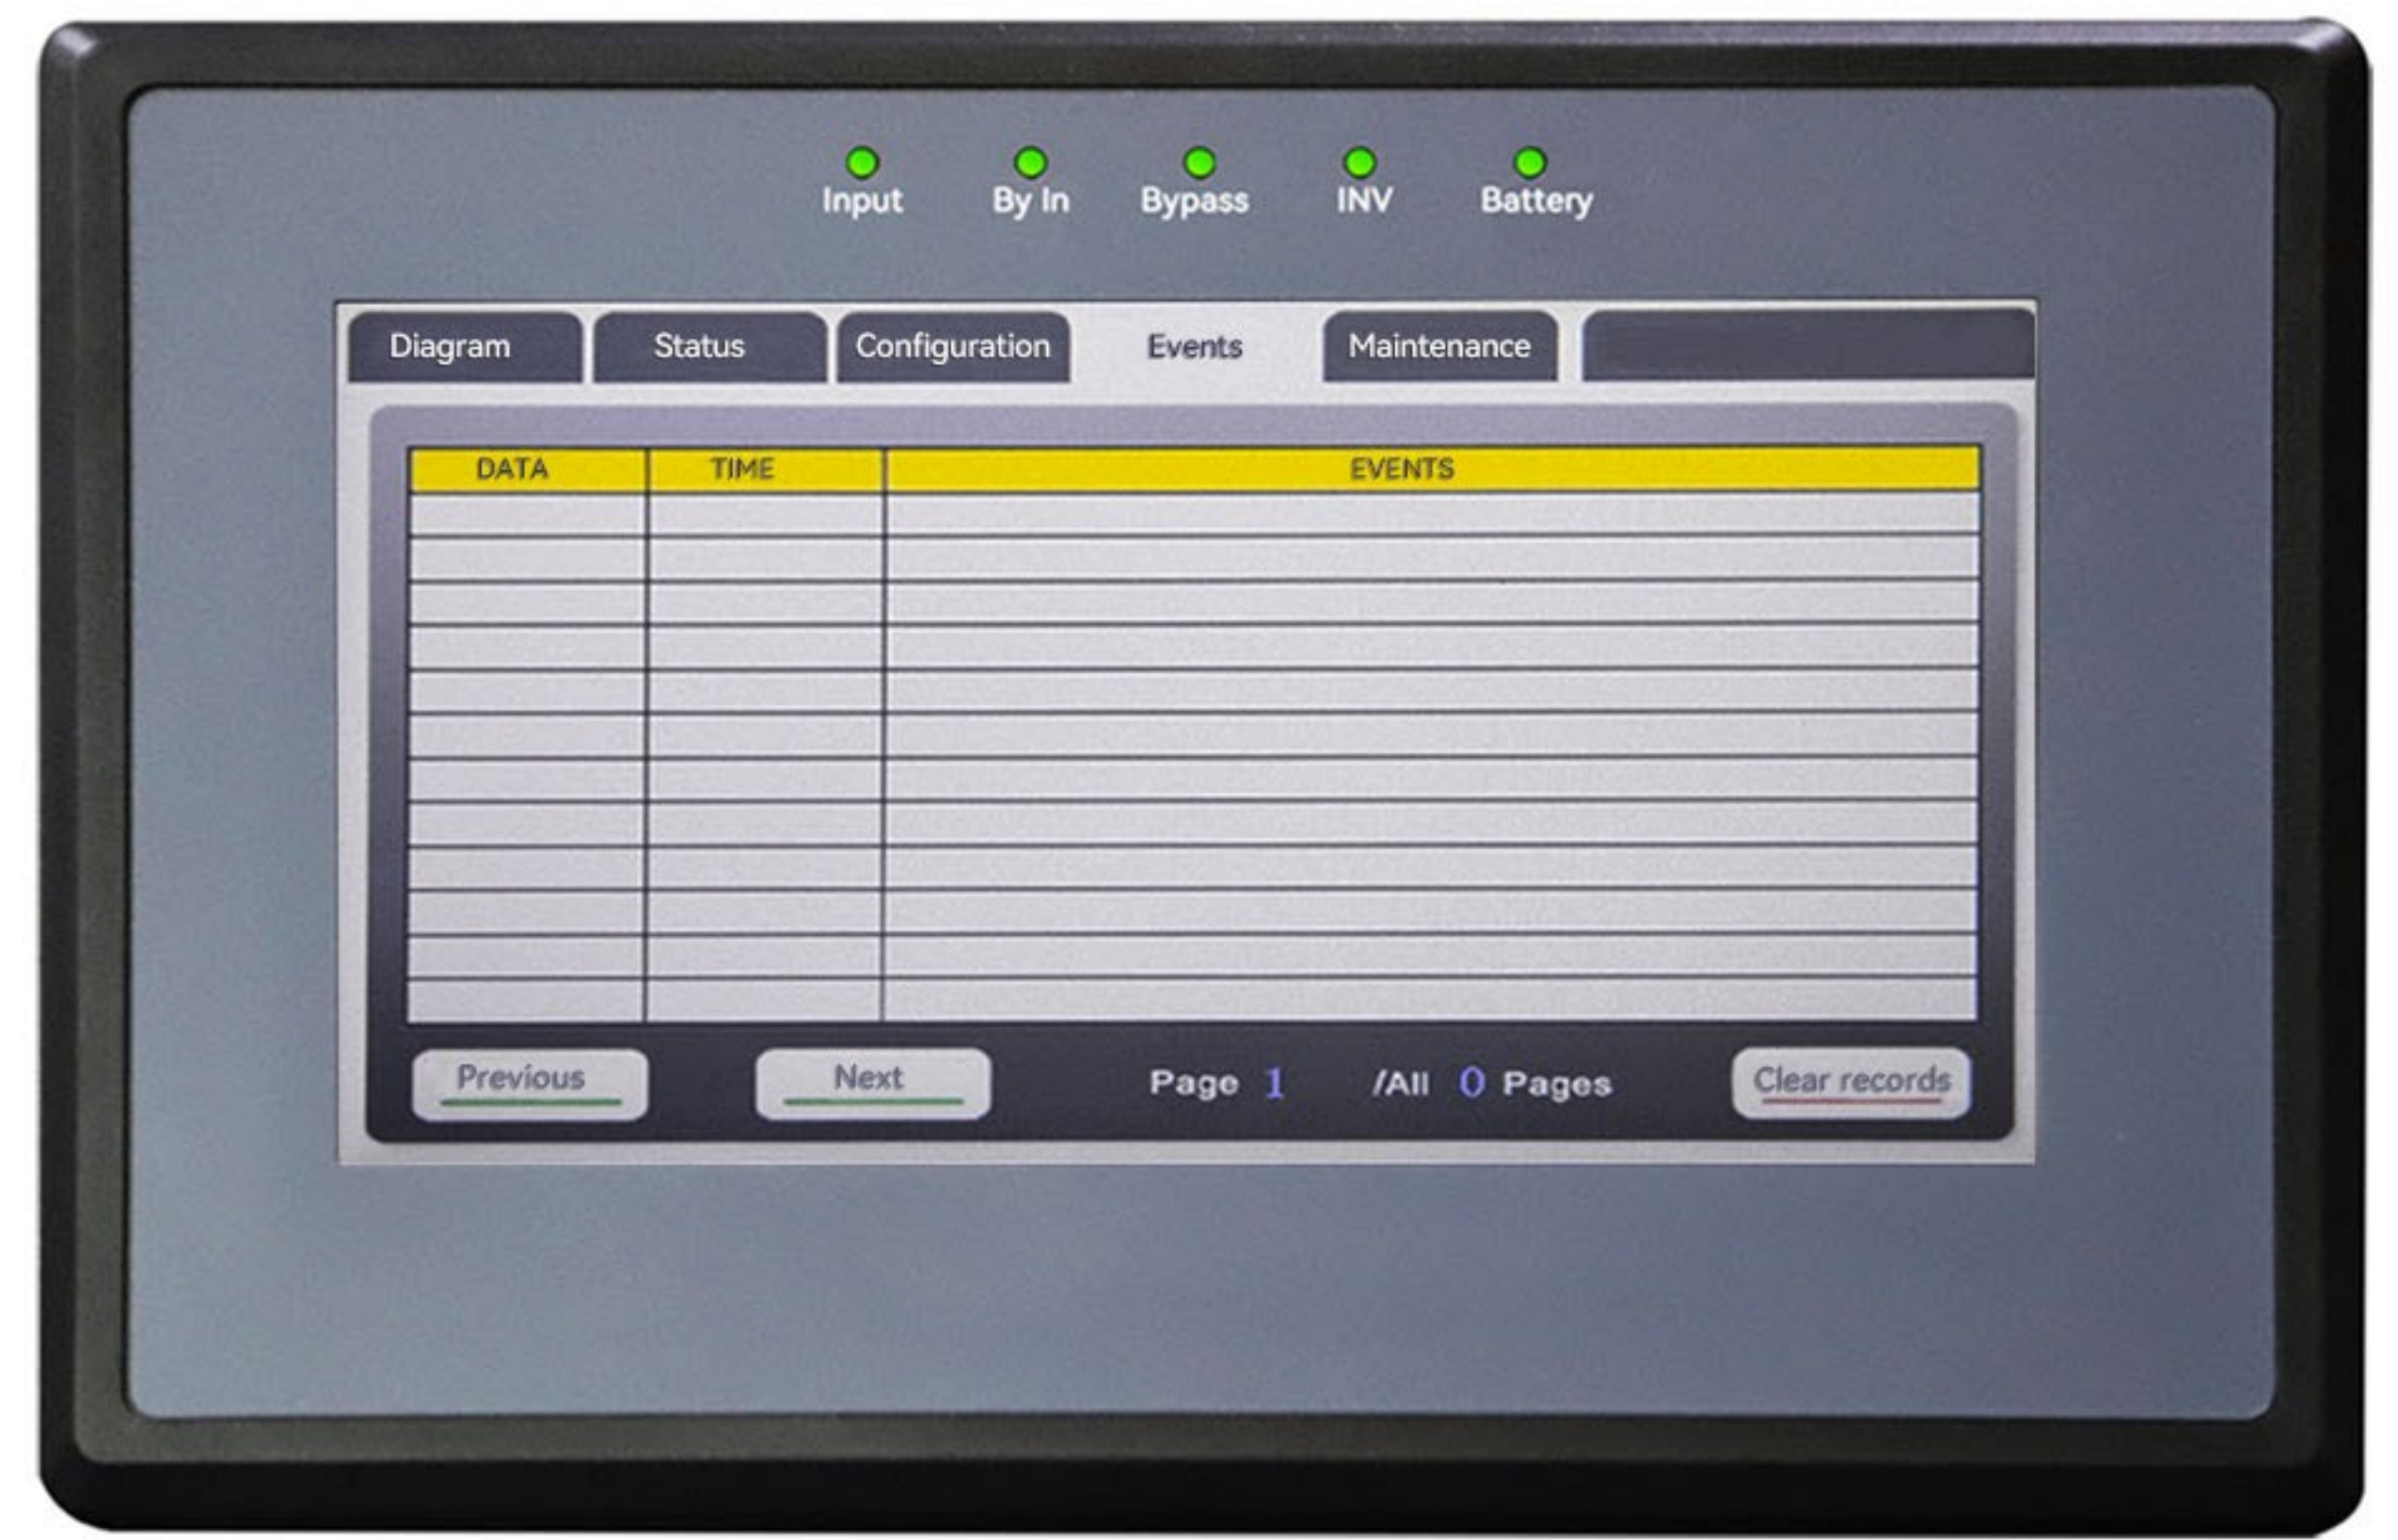 Input By In Bypass INV Battery
Diagram Status Configuration Events Maintenance
DATA TIME EVENTS
Previous Next Page 1 /All 0 Pages Clear records